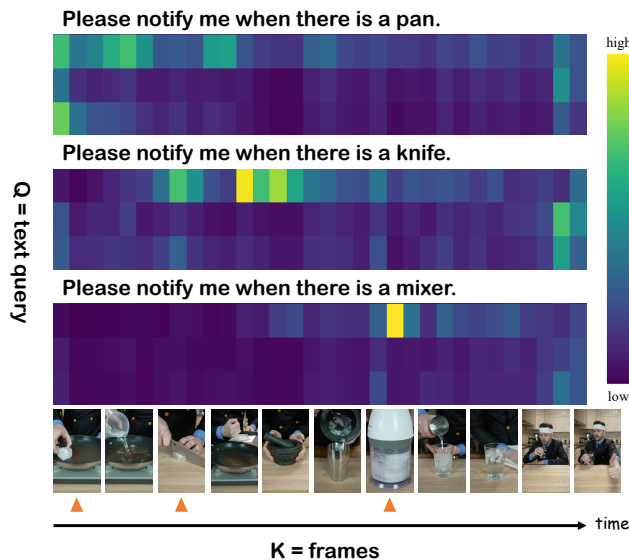 Please notify me when there is a pan.
high
Please notify me when there is a knife.
Q = text query
Please notify me when there is a mixer.
low
time
K = frames